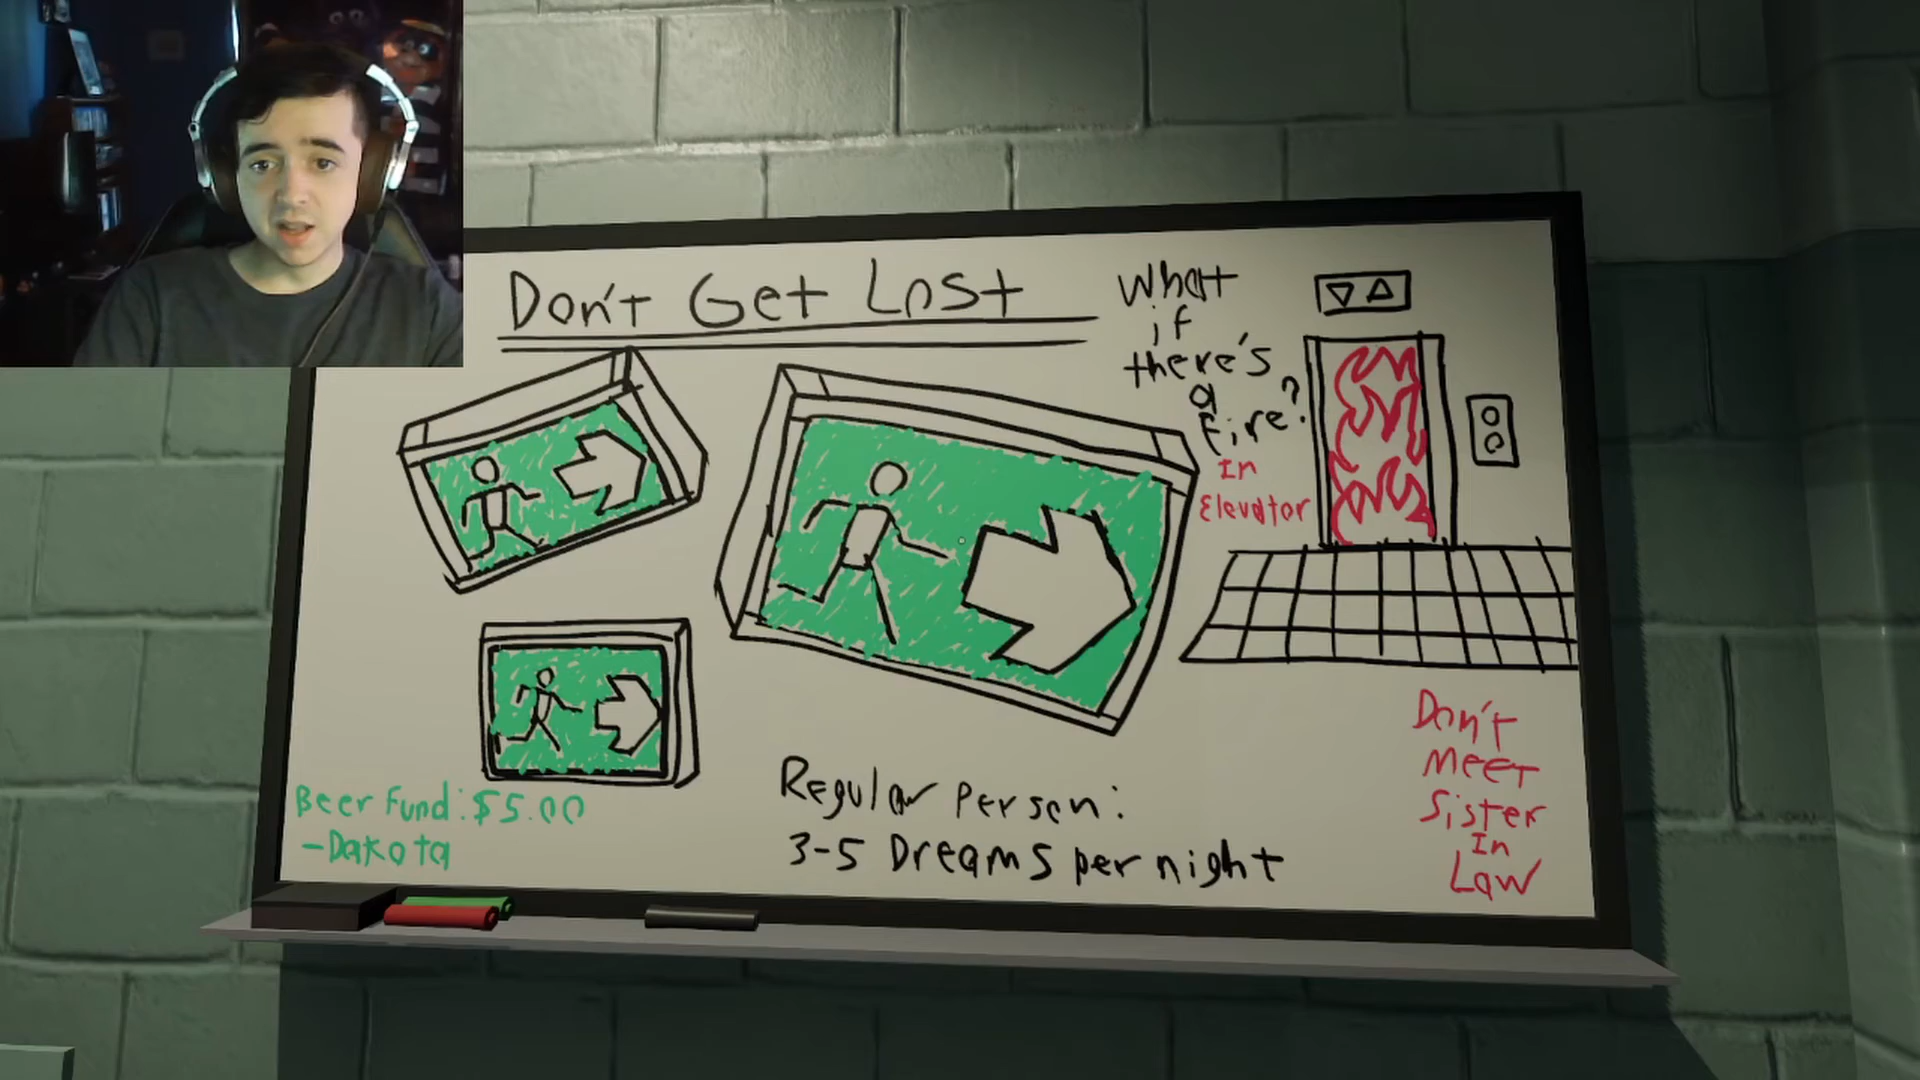 Don't Get Lost
What
if
there's
a
fire?
In
Elevator
Beer Fund: $5.00
-Dakota
Regular Person:
3-5 Dreams per night
Don't
Meet
Sister
In
Law